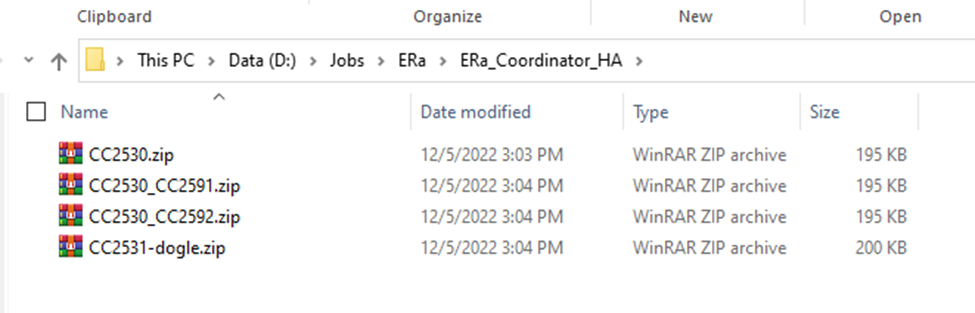 Clipboard Organize New Open
This PC Data (D:) Jobs ERa ERa_Coordinator_HA
Name Date modified Type Size
CC2530.zip 12/5/2022 3:03 PM WinRAR ZIP archive 195 KB
CC2530_CC2591.zip 12/5/2022 3:04 PM WinRAR ZIP archive 195 KB
CC2530_CC2592.zip 12/5/2022 3:04 PM WinRAR ZIP archive 195 KB
CC2531-dogle.zip 12/5/2022 3:04 PM WinRAR ZIP archive 200 KB